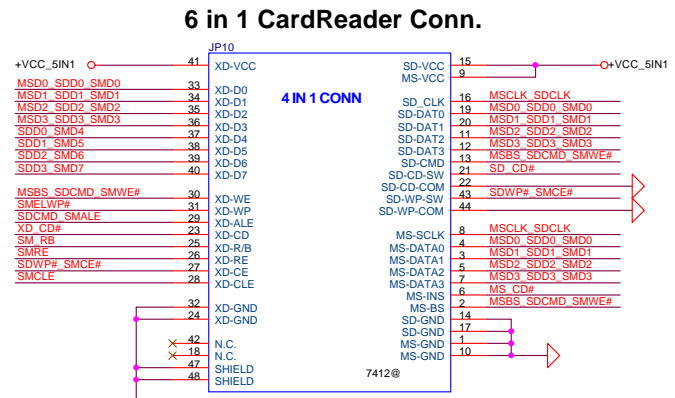 6 in 1 CardReader Conn.
JP10
+VCC_5IN1 41 XD-VCC SD-VCC 15 +VCC_5IN1
MS-VCC 9
4 IN 1 CONN
MSD0_SDD0_SMD0 33 XD-D0
MSD1_SDD1_SMD1 34 XD-D1
MSD2_SDD2_SMD2 35 XD-D2
MSD3_SDD3_SMD3 36 XD-D3
SDD0_SMD4 37 XD-D4
SDD1_SMD5 38 XD-D5
SDD2_SMD6 39 XD-D6
SDD3_SMD7 40 XD-D7
MSBS_SDCMD_SMWE# 30 XD-WE
SMELWP# 31 XD-WP
SDCMD_SMALE 29 XD-ALE
XD_CD# 23 XD-CD
SM_RB 25 XD-R/B
SMRE 26 XD-RE
SDWP#_SMCE# 27 XD-CE
SMCLE 28 XD-CLE
32 XD-GND
24 XD-GND
42 N.C.
18 N.C.
47 SHIELD
48 SHIELD
SD_CLK 16 MSCLK_SDCLK
SD-DAT0 19 MSD0_SDD0_SMD0
SD-DAT1 20 MSD1_SDD1_SMD1
SD-DAT2 11 MSD2_SDD2_SMD2
SD-DAT3 12 MSD3_SDD3_SMD3
SD-CMD 13 MSBS_SDCMD_SMWE#
SD-CD-SW 21 SD_CD#
SD-CD-COM 22
SD-WP-SW 43 SDWP#_SMCE#
SD-WP-COM 44
MS-SCLK 8 MSCLK_SDCLK
MS-DATA0 4 MSD0_SDD0_SMD0
MS-DATA1 3 MSD1_SDD1_SMD1
MS-DATA2 5 MSD2_SDD2_SMD2
MS-DATA3 7 MSD3_SDD3_SMD3
MS-INS 6 MS_CD#
MS-BS 2 MSBS_SDCMD_SMWE#
SD-GND 14
SD-GND 17
MS-GND 1
MS-GND 10
7412@